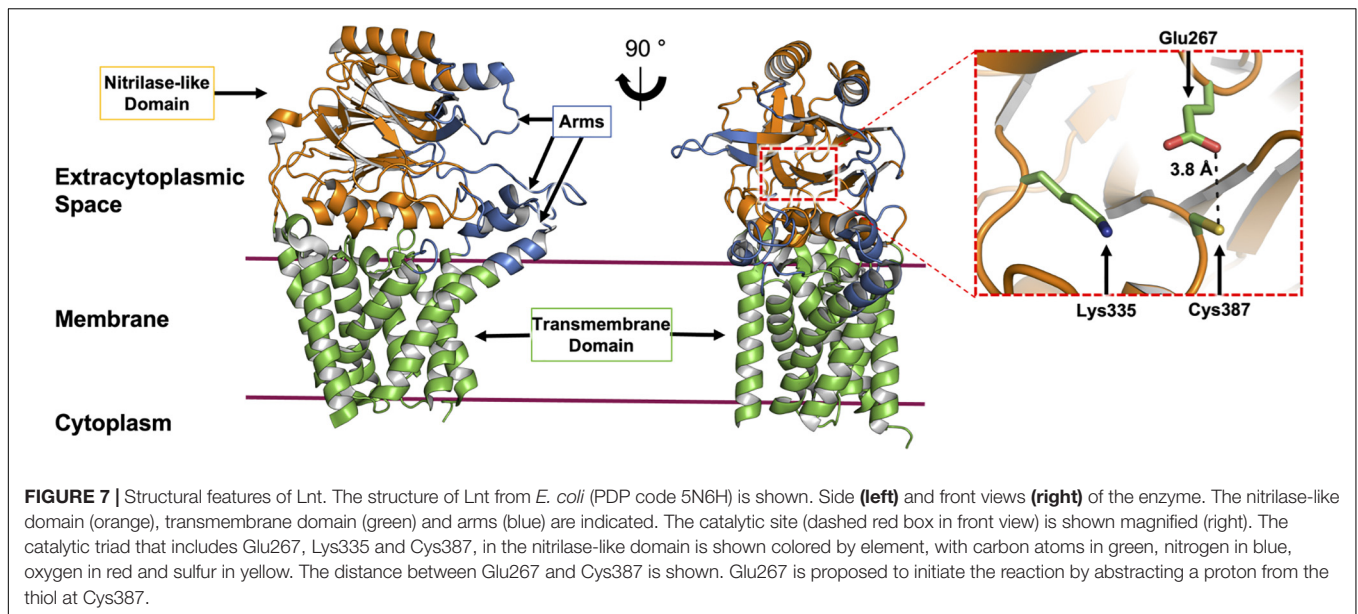 90 °
Glu267
Nitrilase-like
Domain
Arms
3.8 Å
Extracytoplasmic
Space
Lys335
Cys387
Membrane
Transmembrane
Domain
Cytoplasm
FIGURE 7 | Structural features of Lnt. The structure of Lnt from E. coli (PDP code 5N6H) is shown. Side (left) and front views (right) of the enzyme. The nitrilase-like
domain (orange), transmembrane domain (green) and arms (blue) are indicated. The catalytic site (dashed red box in front view) is shown magnified (right). The
catalytic triad that includes Glu267, Lys335 and Cys387, in the nitrilase-like domain is shown colored by element, with carbon atoms in green, nitrogen in blue,
oxygen in red and sulfur in yellow. The distance between Glu267 and Cys387 is shown. Glu267 is proposed to initiate the reaction by abstracting a proton from the
thiol at Cys387.